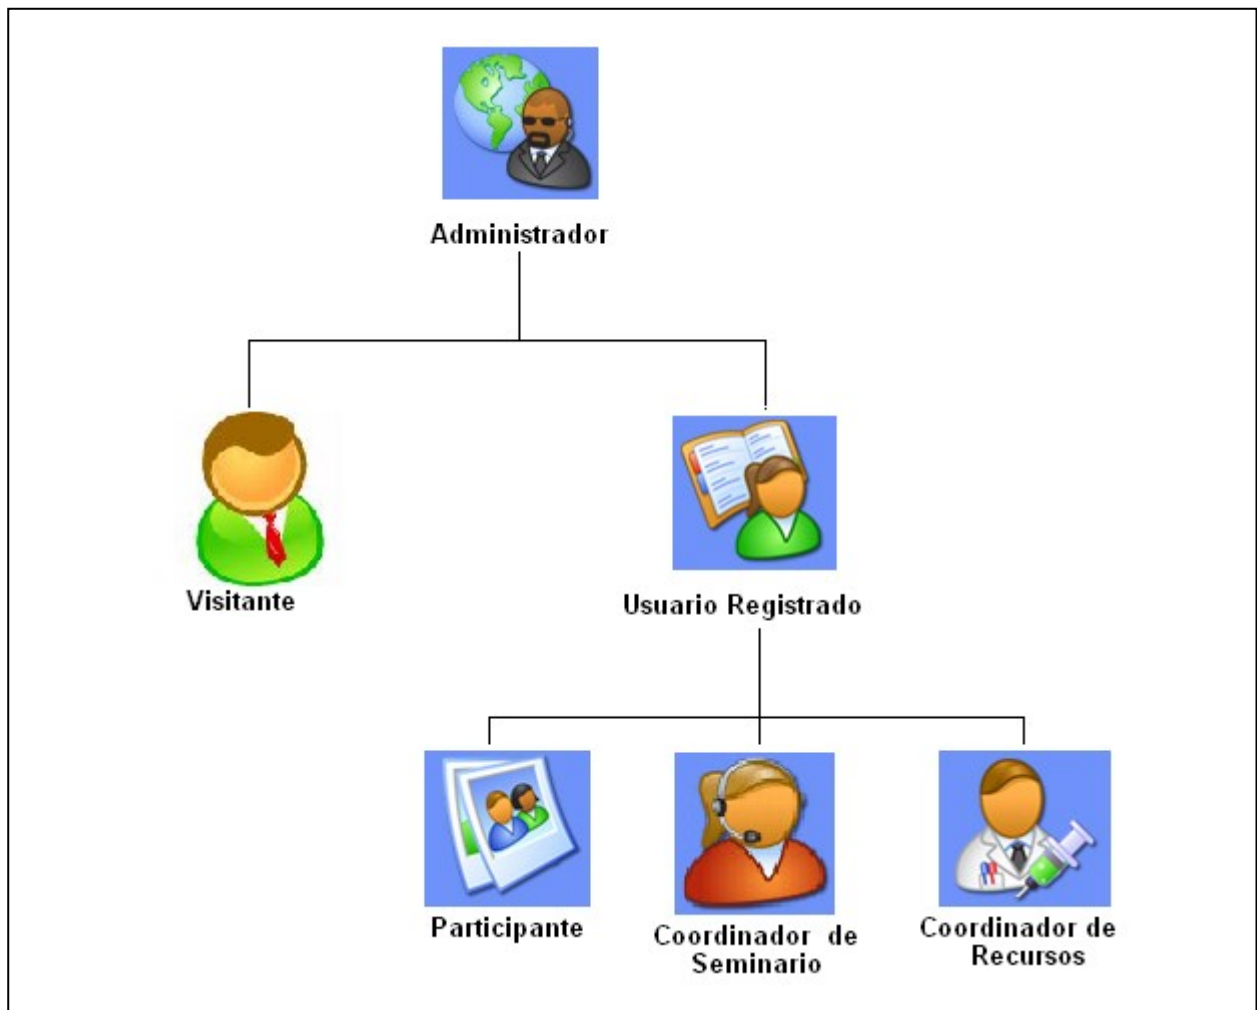 Administrador
Visitante
Usuario Registrado
Participante
Coordinador de
Seminario
Coordinador de
Recursos